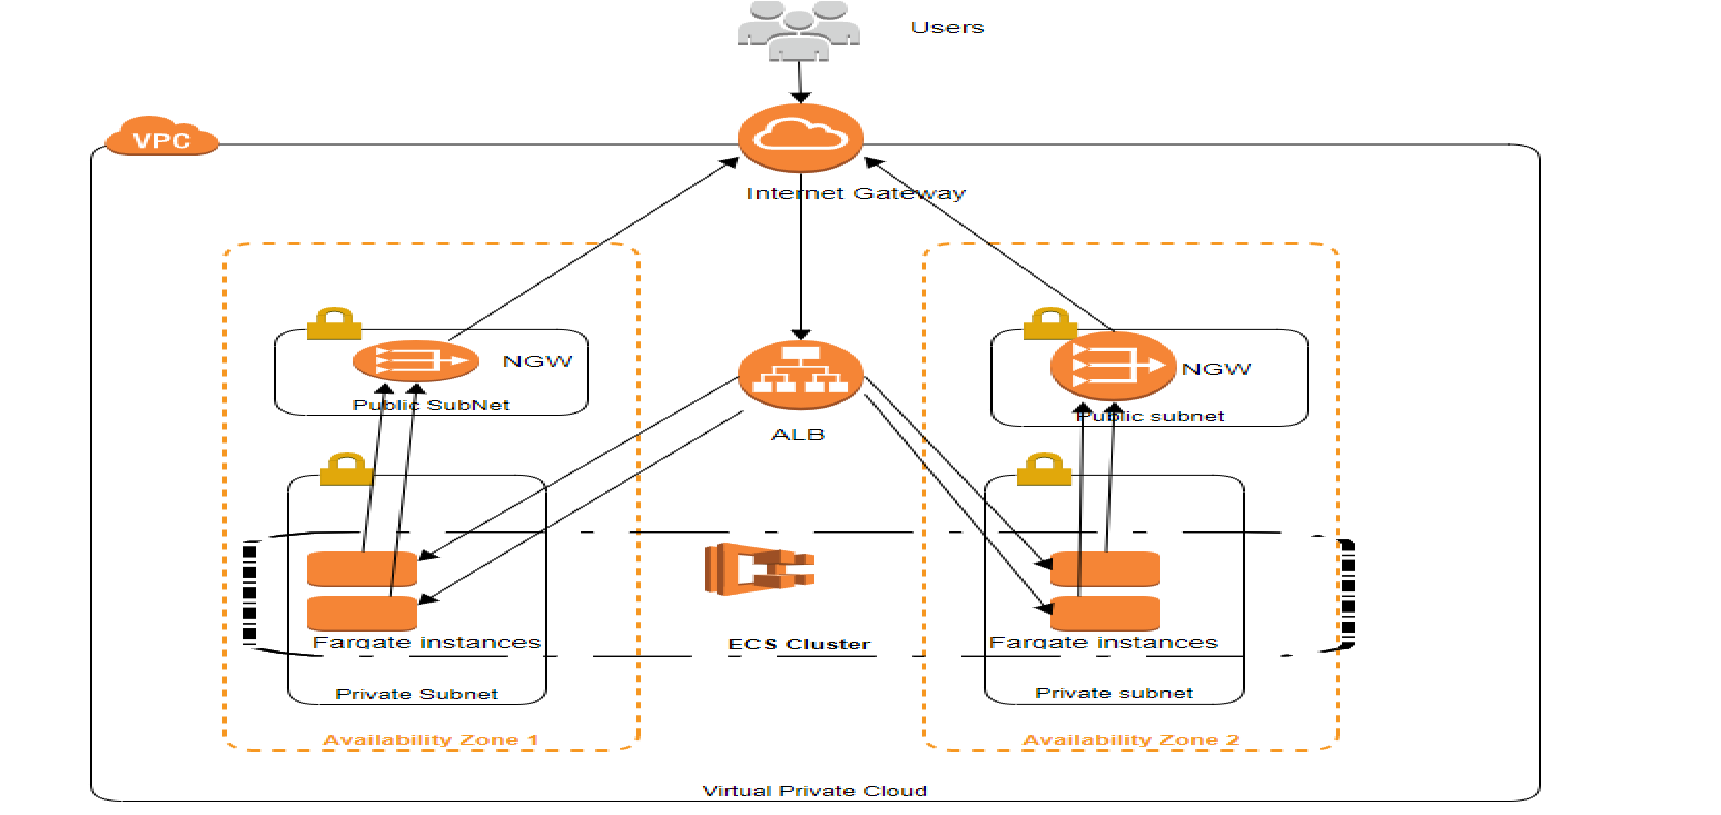 Users
VPC
Internet Gateway
NGW
Public SubNet
NGW
Public subnet
ALB
Fargate instances
ECS Cluster
Fargate instances
Private Subnet
Private subnet
Availability Zone 1
Availability Zone 2
Virtual Private Cloud